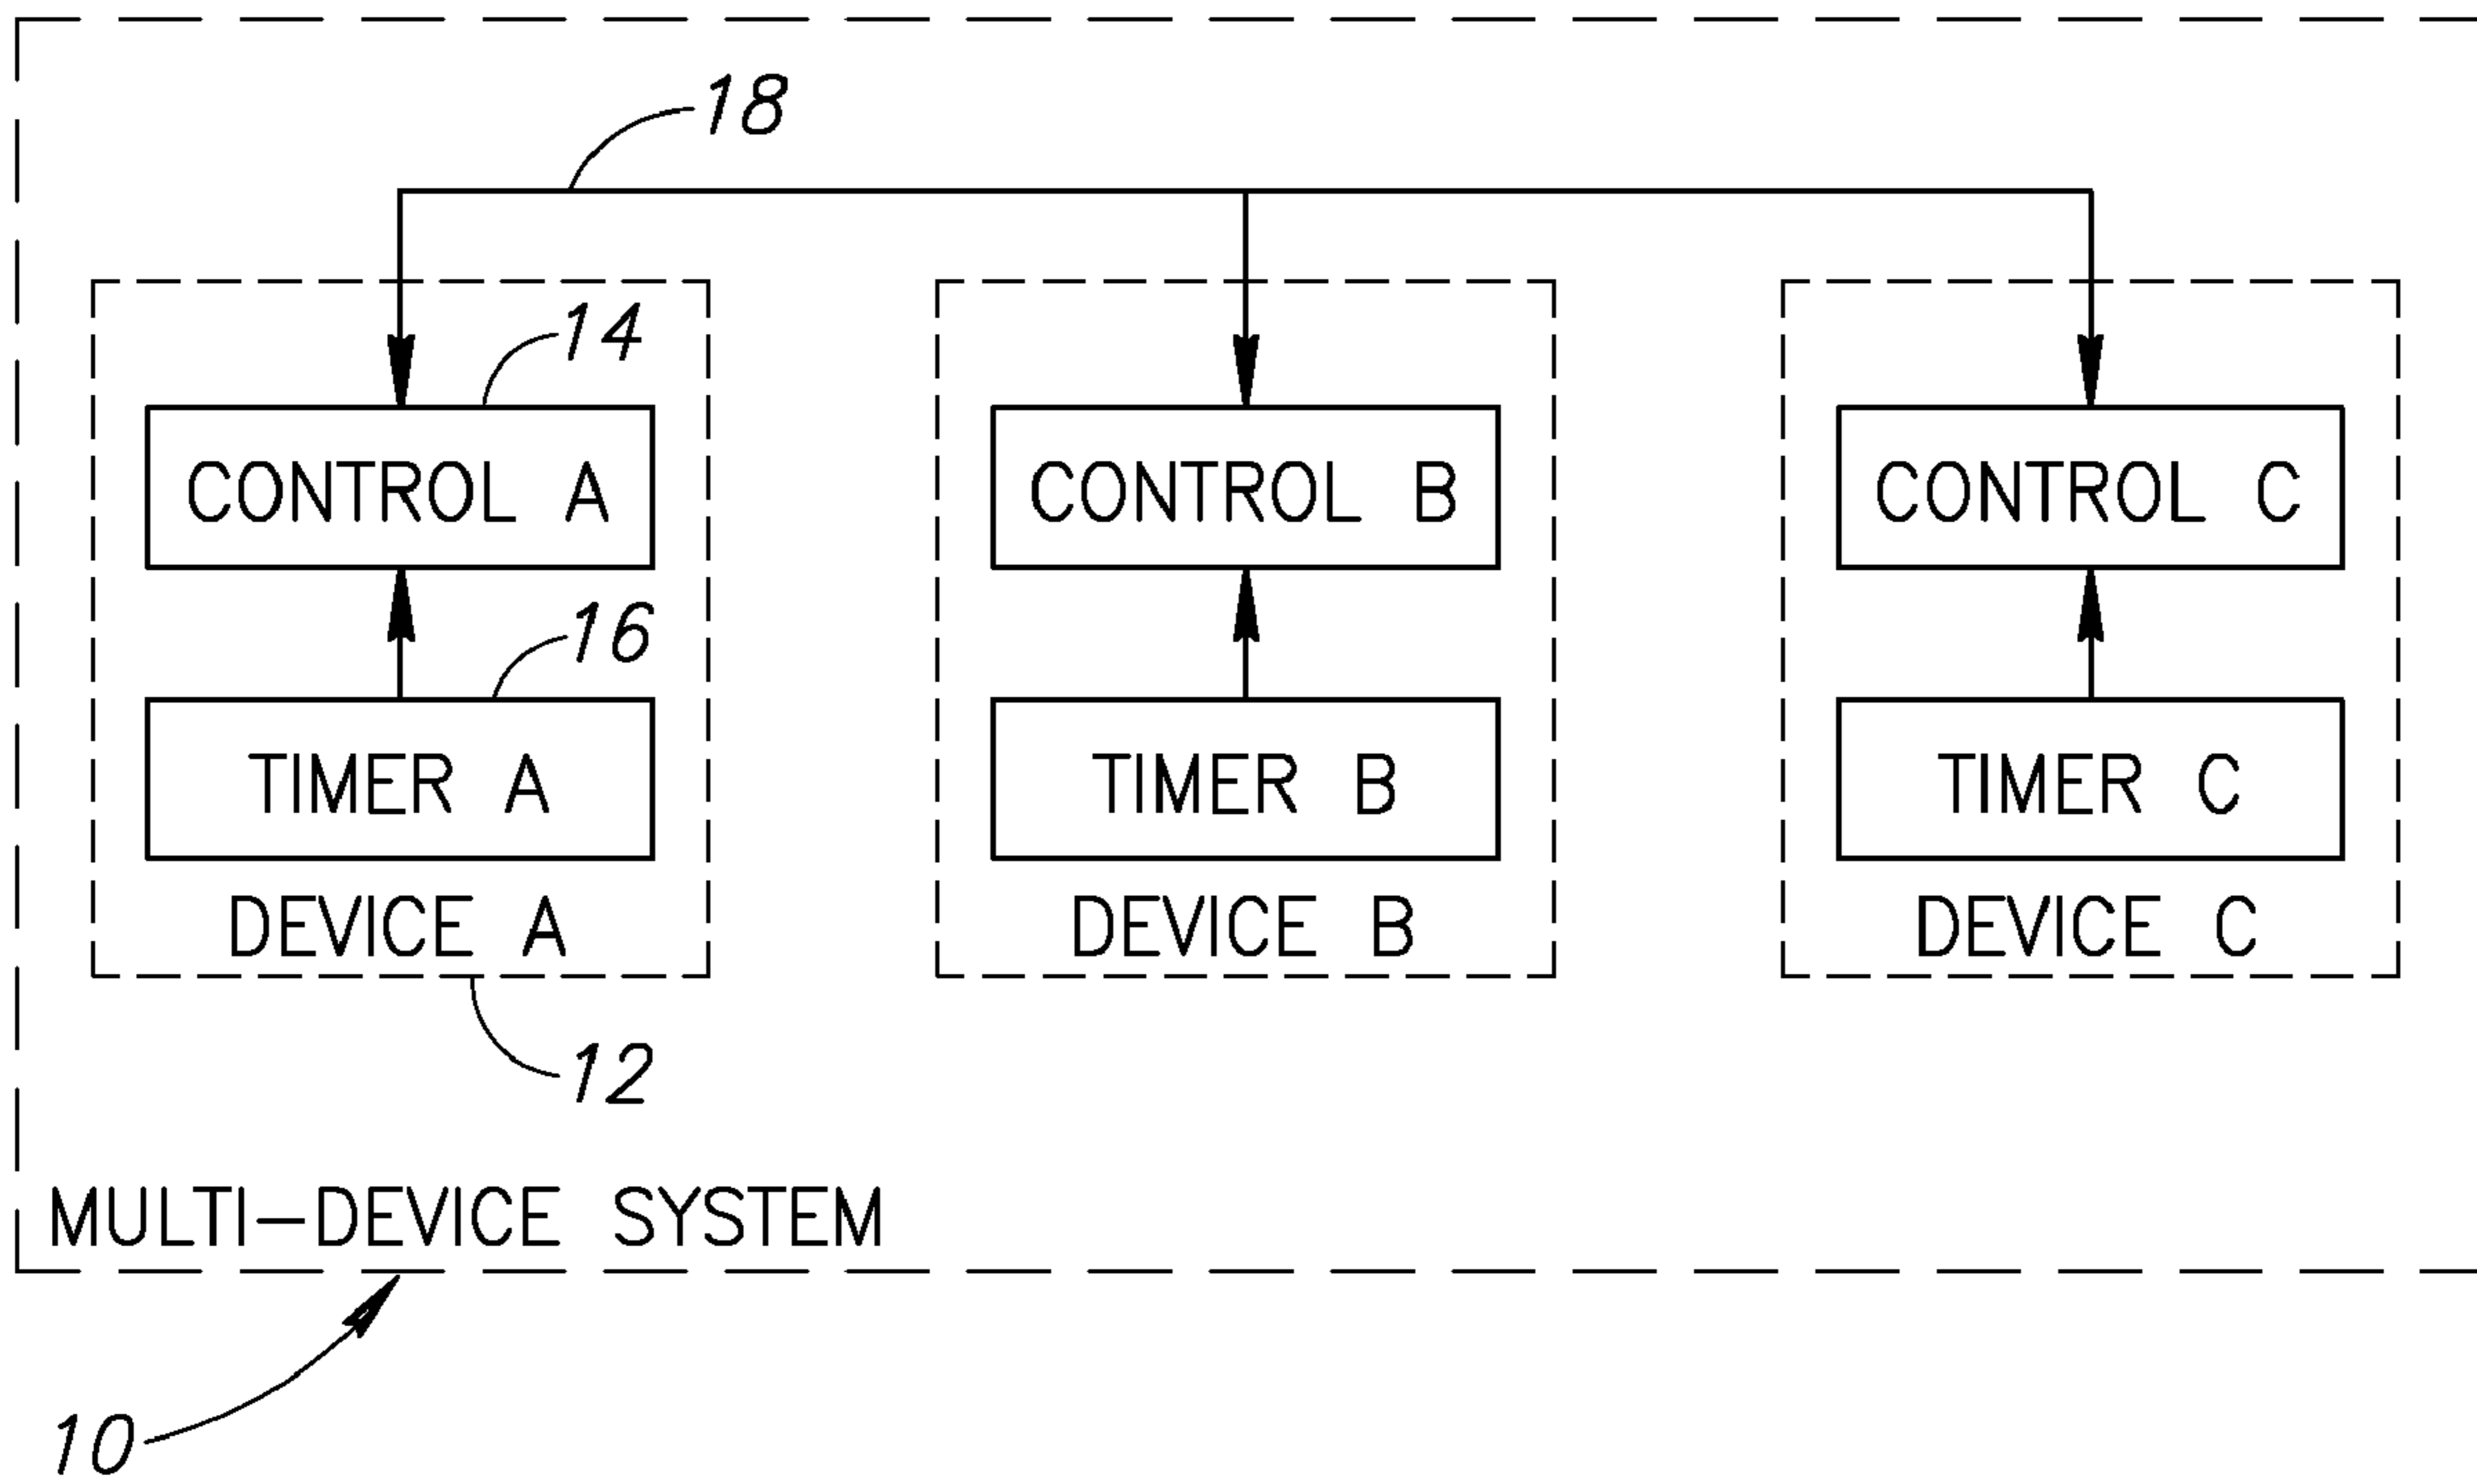 18
14
CONTROL A
CONTROL B
CONTROL C
16
TIMER A
TIMER B
TIMER C
DEVICE A
DEVICE B
DEVICE C
12
MULTI-DEVICE SYSTEM
10